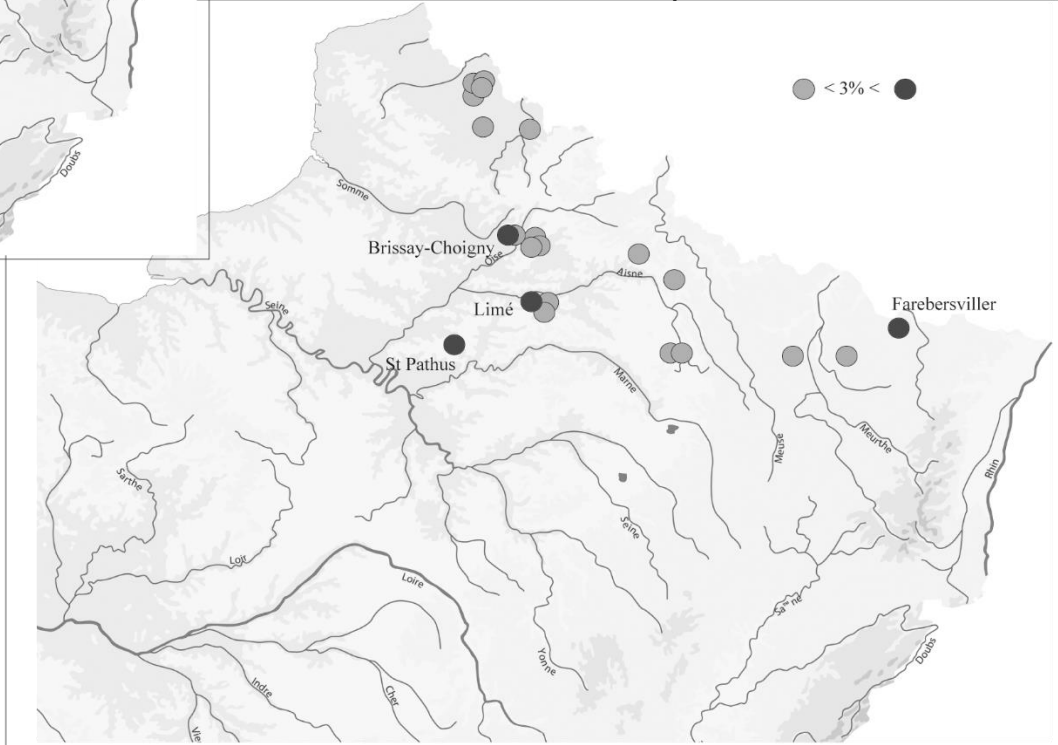 Doubs
< 3% <
Somme
Brissay-Choigny
Oise
Aisne
Seine
Limé
Farebersviller
St Pathus
Marne
Meuse
Meurthe
Rhin
Sarthe
Seine
Loir
Loire
Doubs
Yonne
Indre
Cher